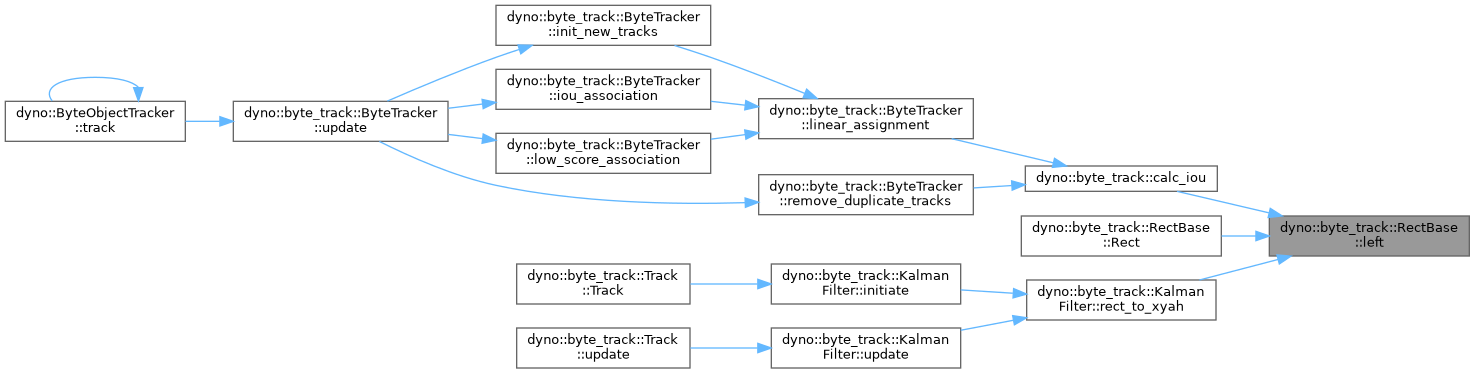 dyno::byte_track::ByteTracker
::init_new_tracks
dyno::byte_track::ByteTracker
::iou_association
dyno::ByteObjectTracker
::track
dyno::byte_track::ByteTracker
::update
dyno::byte_track::ByteTracker
::linear_assignment
dyno::byte_track::ByteTracker
::low_score_association
dyno::byte_track::calc_iou
dyno::byte_track::ByteTracker
::remove_duplicate_tracks
dyno::byte_track::RectBase
::Rect
dyno::byte_track::RectBase
::left
dyno::byte_track::Track
::Track
dyno::byte_track::Kalman
Filter::initiate
dyno::byte_track::Kalman
Filter::rect_to_xyah
dyno::byte_track::Track
::update
dyno::byte_track::Kalman
Filter::update